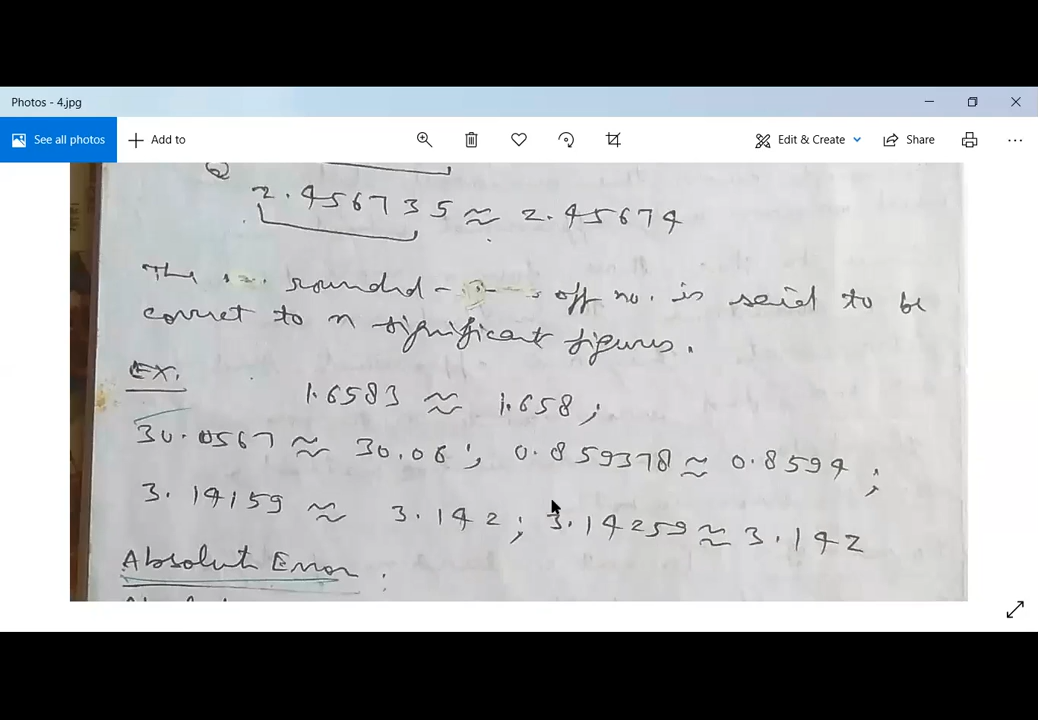 Photos - 4.jpg
See all photos
Add to
Edit & Create
Share
2.456735 ≈ 2.45674
The rounded - off no. is said to be
correct to n significant figures.
EX.
1.6583 ≈ 1.658;
30.0567 ≈ 30.06; 0.859378 ≈ 0.8594;
3.14159 ≈ 3.142; 3.14259 ≈ 3.142
Absolut Error: